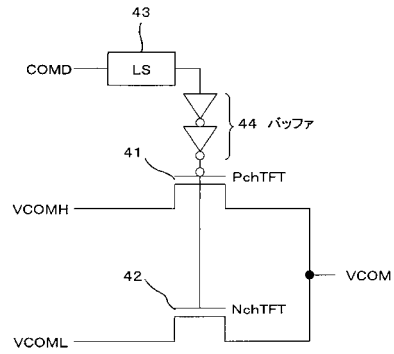 43
COMD
LS
44 バッファ
41
PchTFT
VCOMH
VCOM
42
NchTFT
VCOML